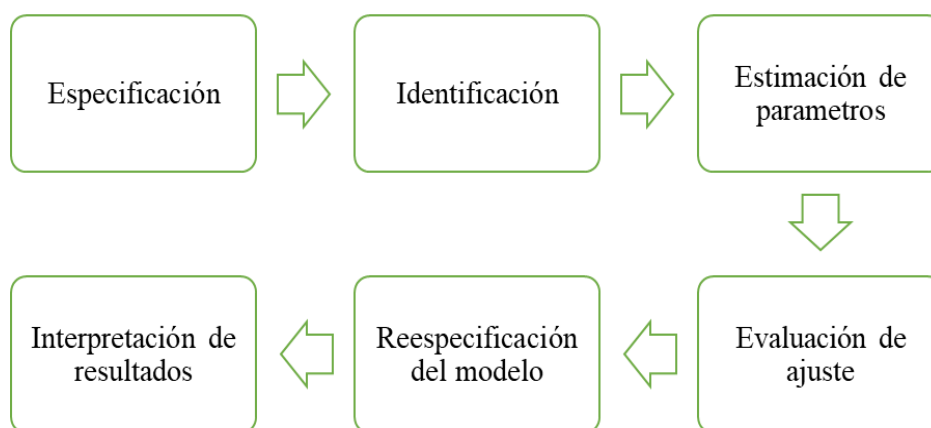 Especificación
Identificación
Estimación de
parametros
Evaluación de
ajuste
Reespecificación
del modelo
Interpretación de
resultados